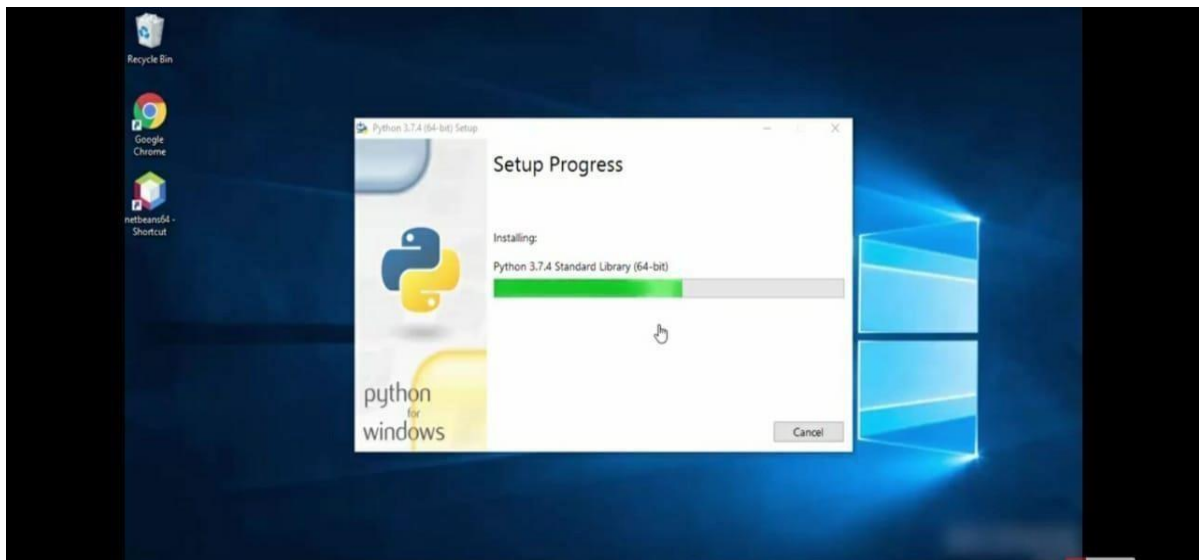 Recycle Bin
Google
Chrome
netbeans64 -
Shortcut
Python 3.7.4 (64-bit) Setup
Setup Progress
Installing:
Python 3.7.4 Standard Library (64-bit)
python
for
windows
Cancel